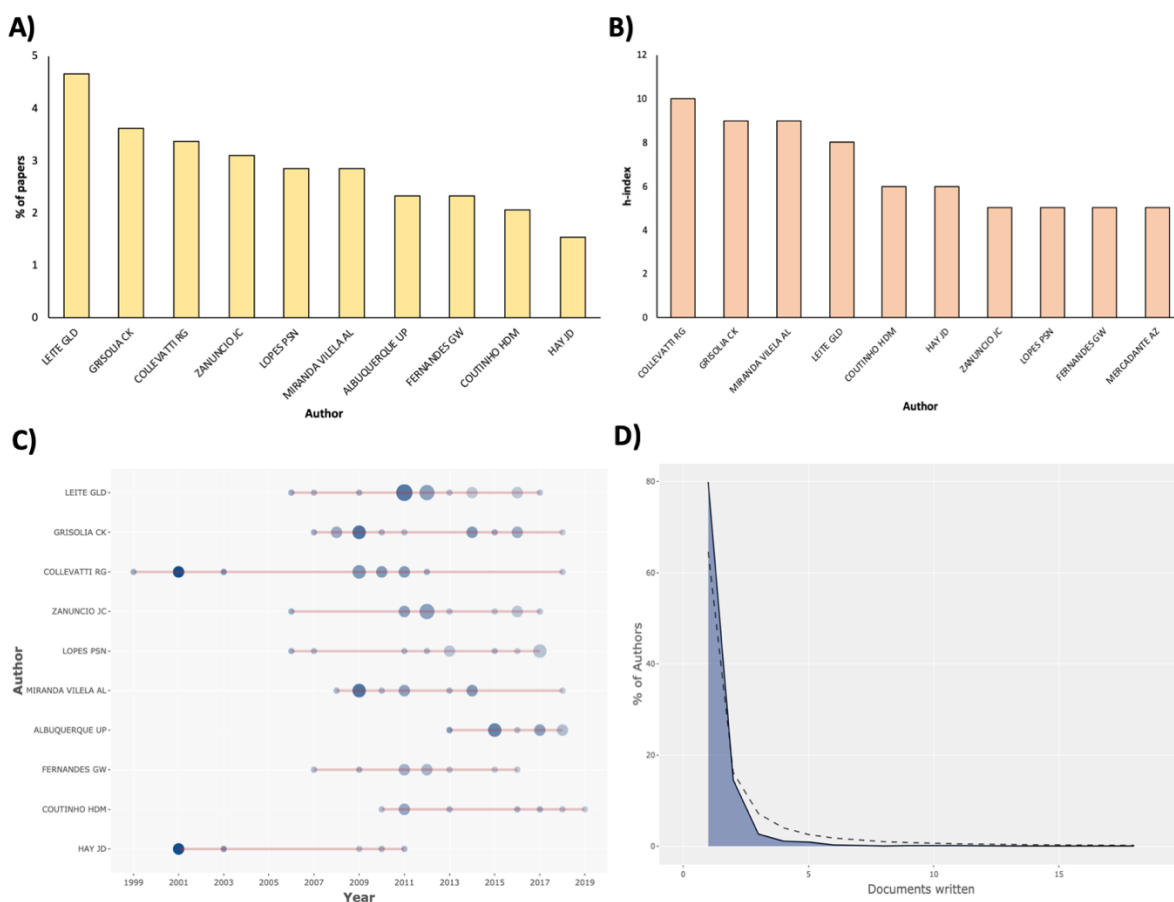 A)
5
4
3
2
1
0
% of papers
LEITE GLD
GRISOLIA CK
COLLEVATTI RG
ZANUNCIO JC
LOPES PSN
MIRANDA VILELA AL
ALBUQUERQUE UP
FERNANDES GW
COUTINHO HDM
HAY JD
Author
B)
12
10
8
6
4
2
0
h-index
COLLEVATTI RG
GRISOLIA CK
MIRANDA VILELA AL
LEITE GLD
COUTINHO HDM
HAY JD
ZANUNCIO JC
LOPES PSN
FERNANDES GW
MERCADANTE AZ
Author
C)
Author
LEITE GLD
GRISOLIA CK
COLLEVATTI RG
ZANUNCIO JC
LOPES PSN
MIRANDA VILELA AL
ALBUQUERQUE UP
FERNANDES GW
COUTINHO HDM
HAY JD
1999 2001 2003 2005 2007 2009 2011 2013 2015 2017 2019
Year
D)
% of Authors
80
60
40
20
0
0 5 10 15
Documents written